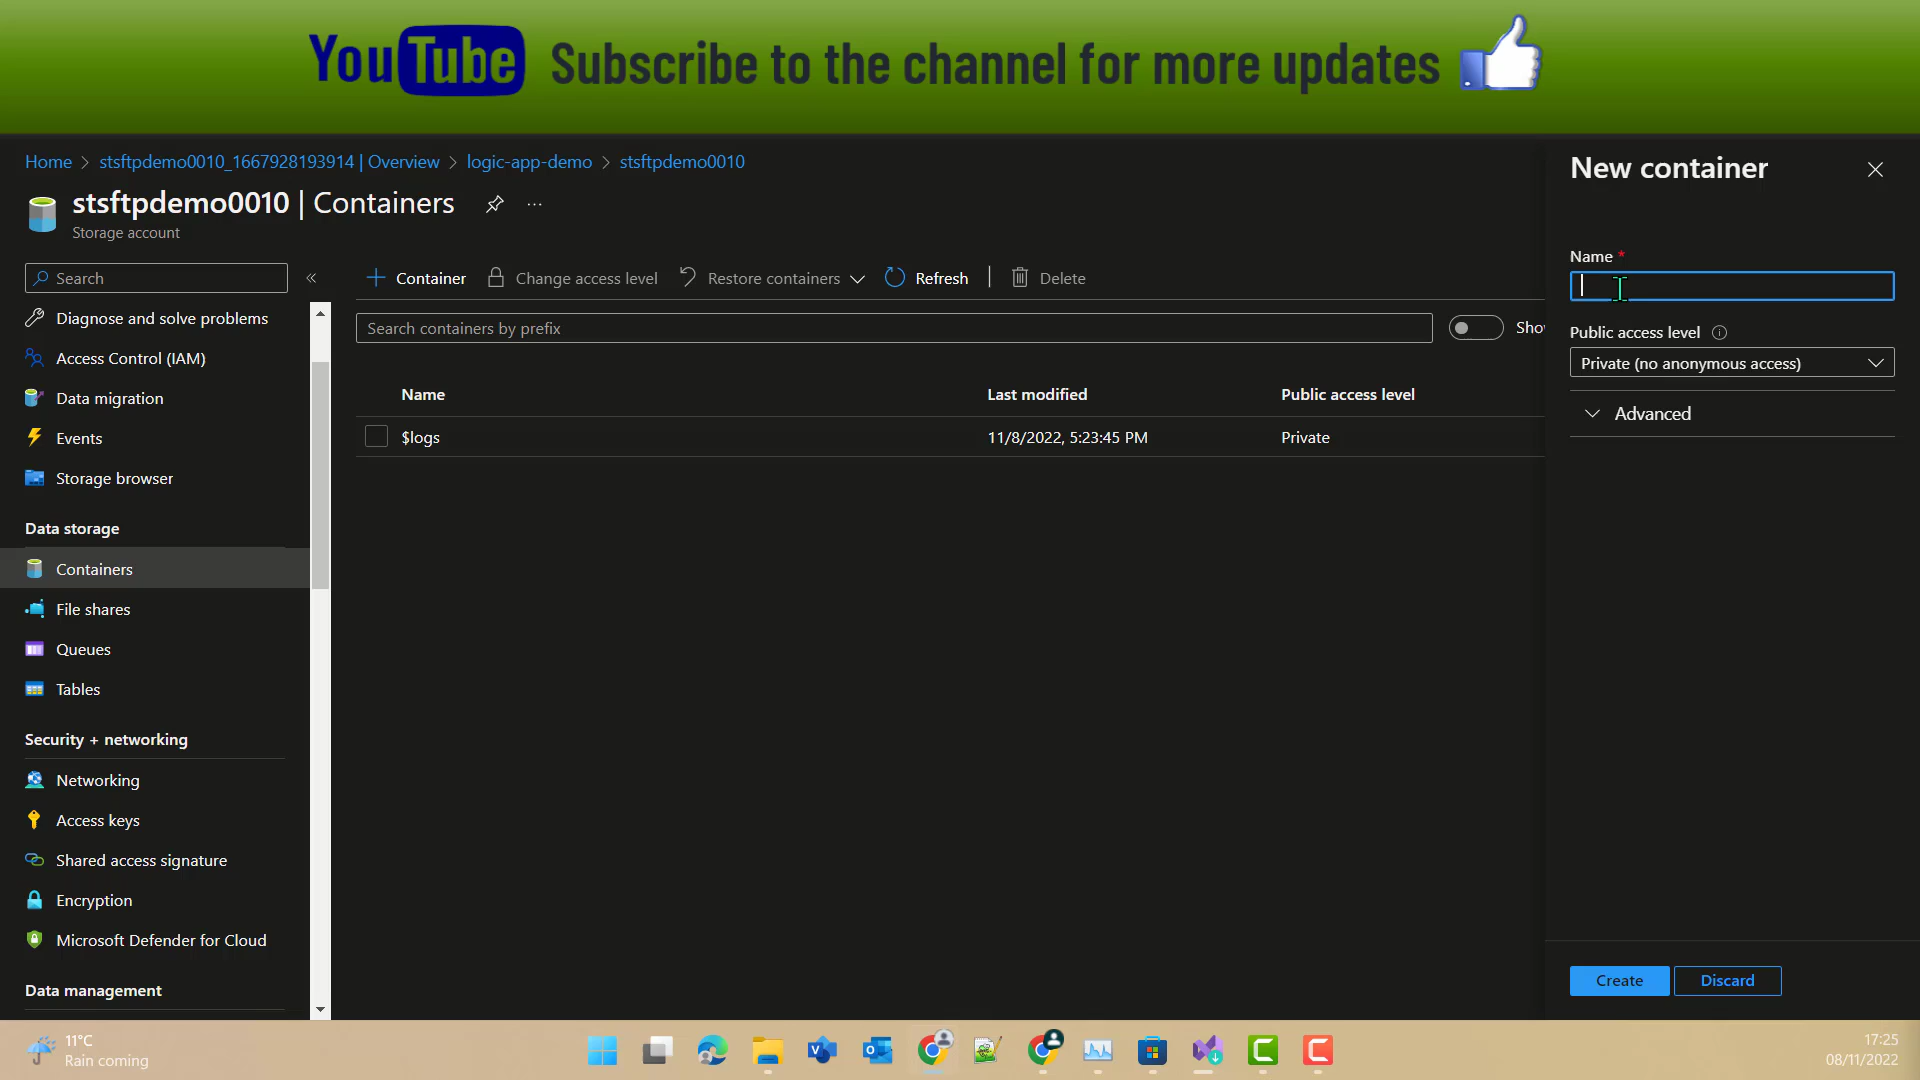 YouTube Subscribe to the channel for more updates
Home > stsftpdemo0010_1667928193914 | Overview > logic-app-demo > stsftpdemo0010
stsftpdemo0010 | Containers
Storage account
Search
Container
Change access level
Restore containers
Refresh
Delete
Search containers by prefix
Name
Last modified
Public access level
$logs
11/8/2022, 5:23:45 PM
Private
Diagnose and solve problems
Access Control (IAM)
Data migration
Events
Storage browser
Data storage
Containers
File shares
Queues
Tables
Security + networking
Networking
Access keys
Shared access signature
Encryption
Microsoft Defender for Cloud
Data management
New container
Name *
Public access level
Private (no anonymous access)
Advanced
Create
Discard
11°C
Rain coming
17:25
08/11/2022